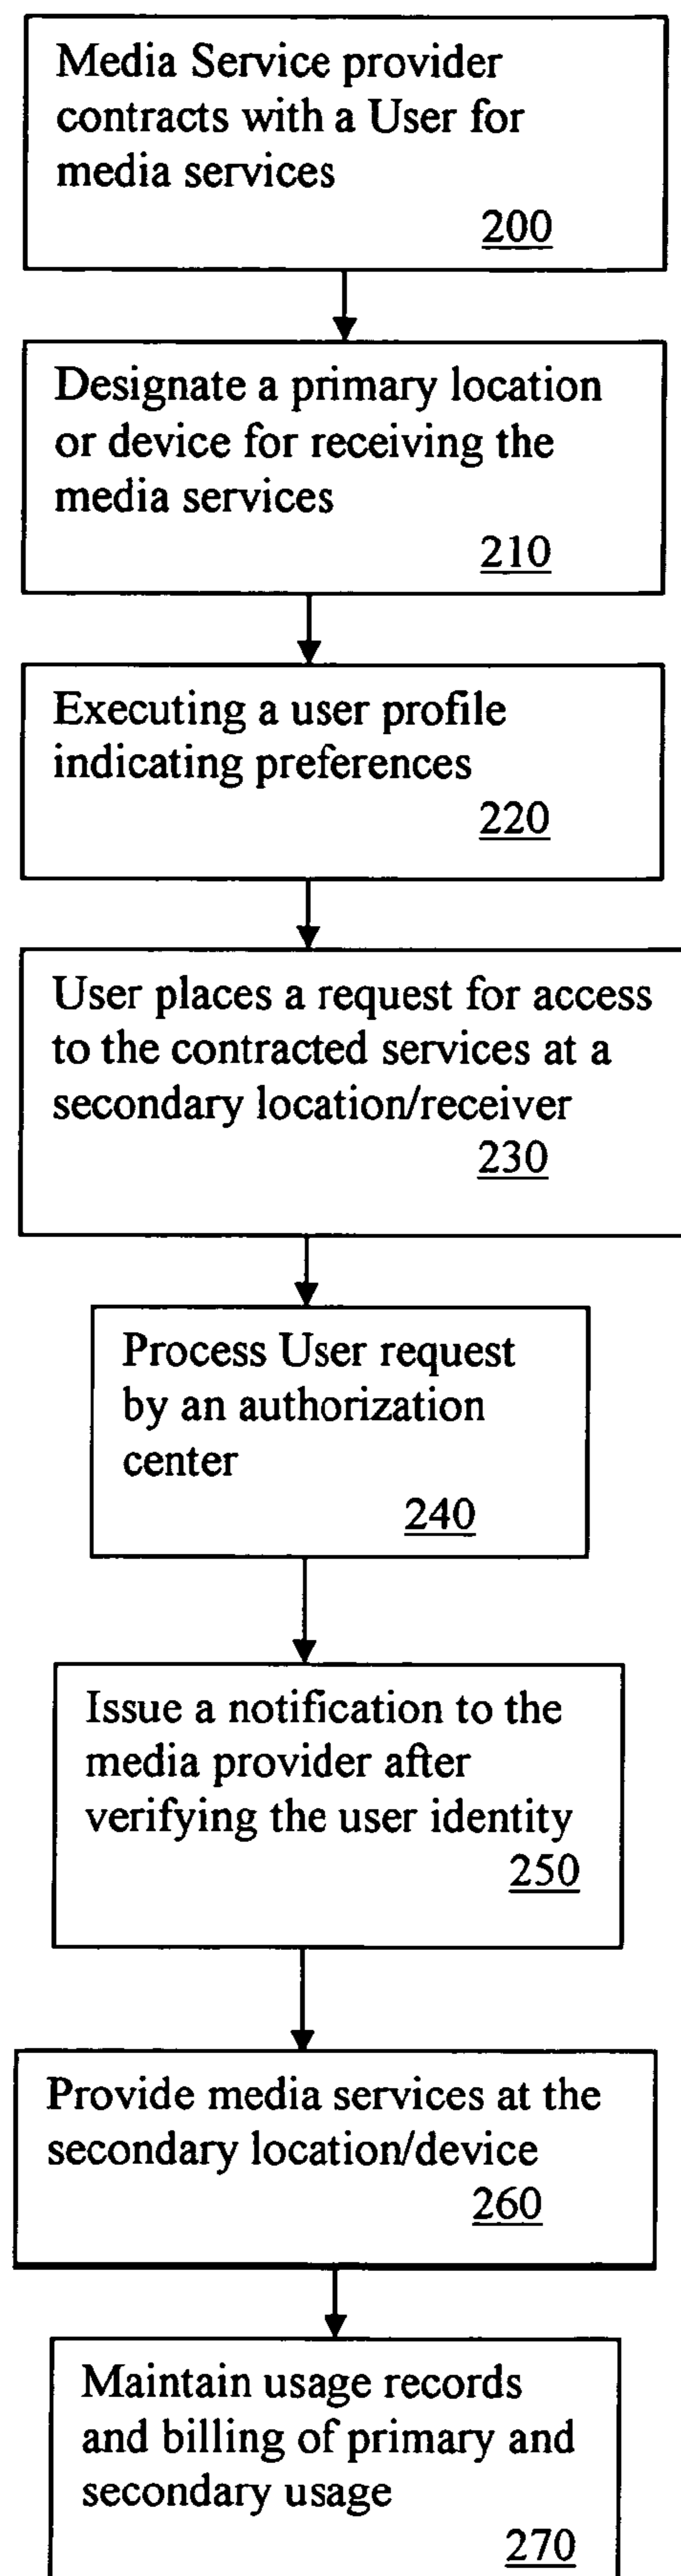 Media Service provider
contracts with a User for
media services
200
Designate a primary location
or device for receiving the
media services
210
Executing a user profile
indicating preferences
220
User places a request for access
to the contracted services at a
secondary location/receiver
230
Process User request
by an authorization
center
240
Issue a notification to the
media provider after
verifying the user identity
250
Provide media services at the
secondary location/device
260
Maintain usage records
and billing of primary and
secondary usage
270